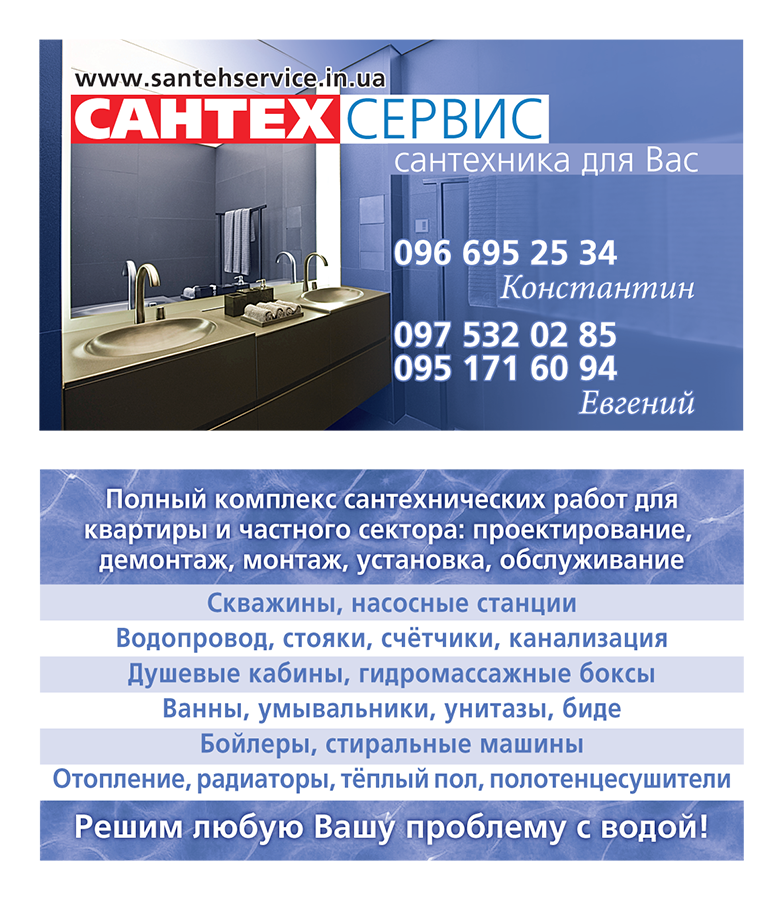 www.santehservice.in.ua
САНТЕХСЕРВИС
сантехника для Вас
096 695 25 34
Константин
097 532 02 85
095 171 60 94
Евгений
Полный комплекс сантехнических работ для
квартиры и частного сектора: проектирование,
демонтаж, монтаж, установка, обслуживание
Скважины, насосные станции
Водопровод, стояки, счётчики, канализация
Душевые кабины, гидромассажные боксы
Ванны, умывальники, унитазы, биде
Бойлеры, стиральные машины
Отопление, радиаторы, тёплый пол, полотенцесушители
Решим любую Вашу проблему с водой!